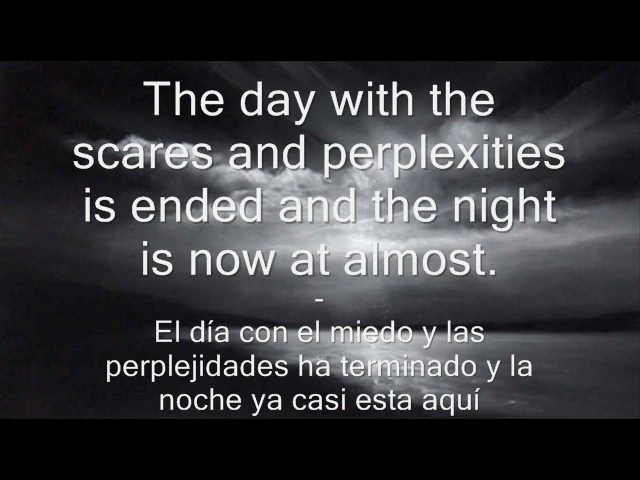 The day with the
scares and perplexities
is ended and the night
is now at almost.
-
El día con el miedo y las
perplejidades ha terminado y la
noche ya casi esta aquí